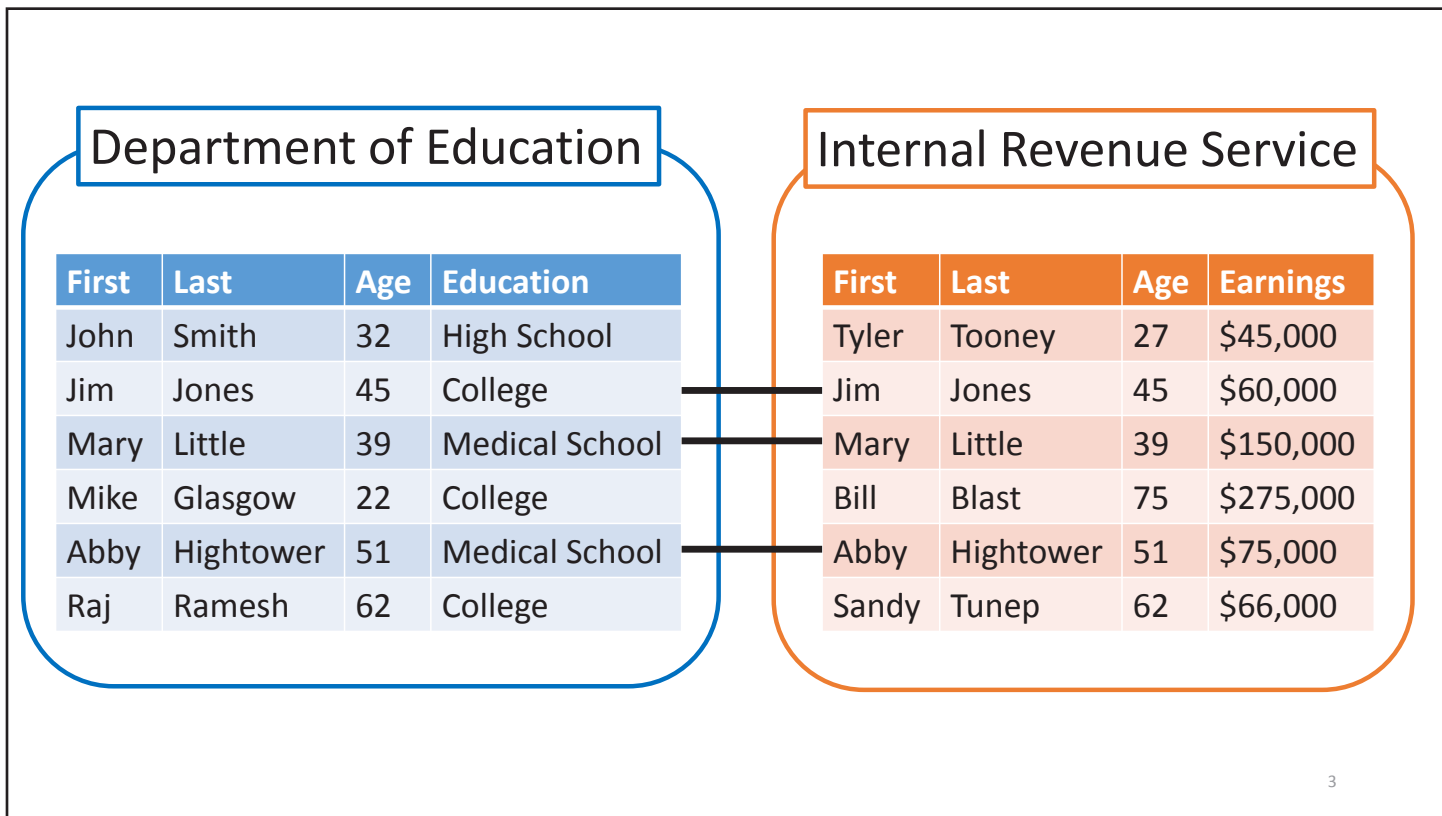 Department of Education
First Last Age Education
John Smith 32 High School
Jim Jones 45 College
Mary Little 39 Medical School
Mike Glasgow 22 College
Abby Hightower 51 Medical School
Raj Ramesh 62 College
Internal Revenue Service
First Last Age Earnings
Tyler Tooney 27 $45,000
Jim Jones 45 $60,000
Mary Little 39 $150,000
Bill Blast 75 $275,000
Abby Hightower 51 $75,000
Sandy Tunep 62 $66,000
3